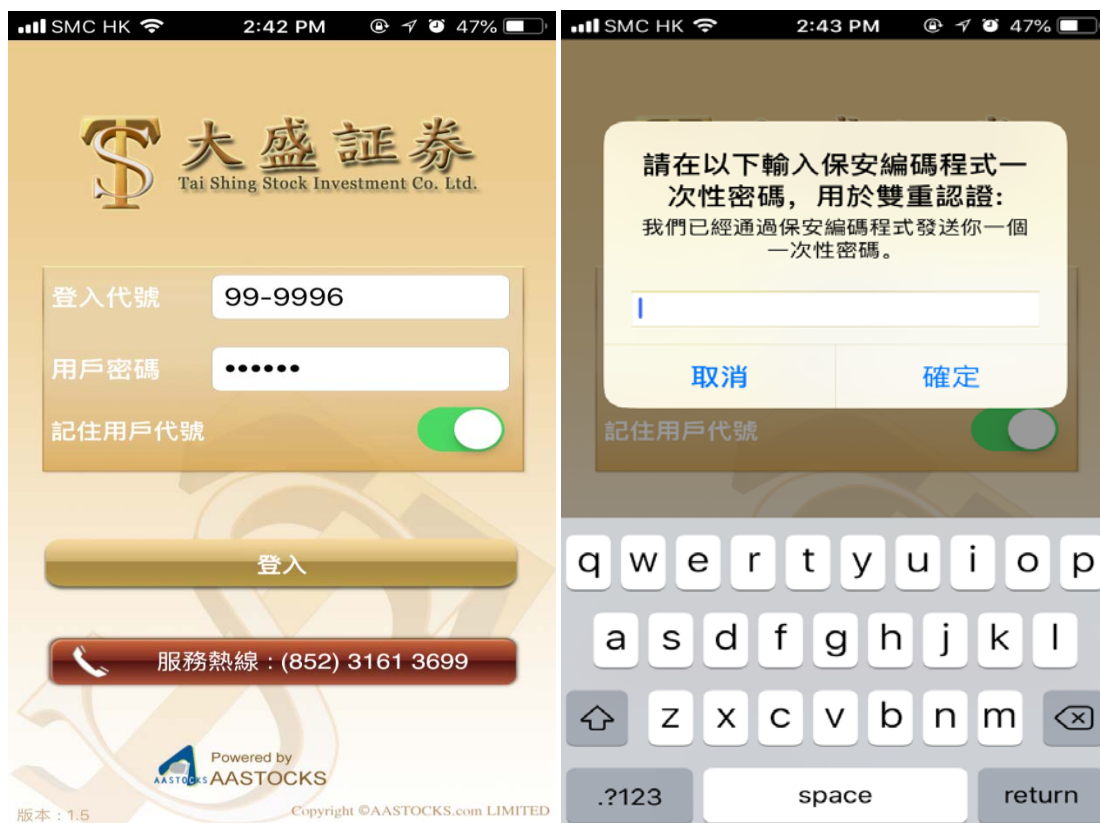 SMC HK 2:42 PM 47%
大盛証券
Tai Shing Stock Investment Co. Ltd.
登入代號 99-9996
用戶密碼 ••••••
記住用戶代號
登入
服務熱線 : (852) 3161 3699
Powered by
AASTOCKS AASTOCKS
版本 : 1.5 Copyright ©AASTOCKS.com LIMITED
SMC HK 2:43 PM 47%
請在以下輸入保安編碼程式一
次性密碼，用於雙重認證:
我們已經通過保安編碼程式發送你一個
一次性密碼。
取消 確定
記住用戶代號
q w e r t y u i o p
a s d f g h j k l
z x c v b n m
.?123 space return